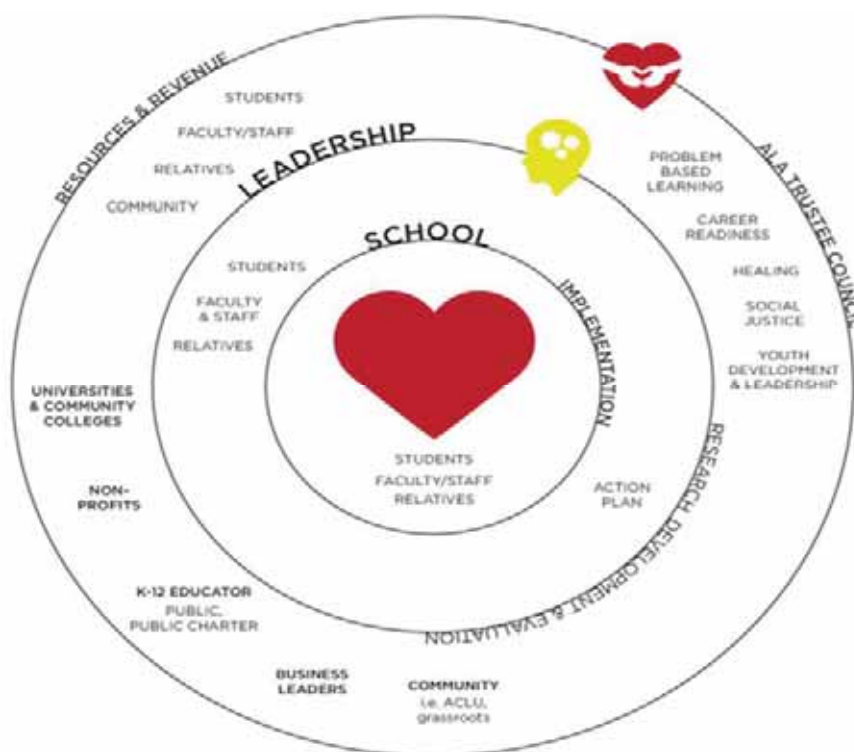 RESOURCES & REVENUE
STUDENTS
FACULTY/STAFF
RELATIVES
COMMUNITY
LEADERSHIP
STUDENTS
FACULTY
& STAFF
RELATIVES
SCHOOL
IMPLEMENTATION
STUDENTS
FACULTY/STAFF
RELATIVES
ACTION
PLAN
RESEARCH, DEVELOPMENT & EVALUATION
ALA TRUSTEE COUNCIL
PROBLEM
BASED
LEARNING
CAREER
READINESS
HEALING
SOCIAL
JUSTICE
YOUTH
DEVELOPMENT
& LEADERSHIP
UNIVERSITIES
& COMMUNITY
COLLEGES
NON-
PROFITS
K-12 EDUCATOR
PUBLIC,
PUBLIC CHARTER
BUSINESS
LEADERS
COMMUNITY
i.e. ACLU,
grassroots